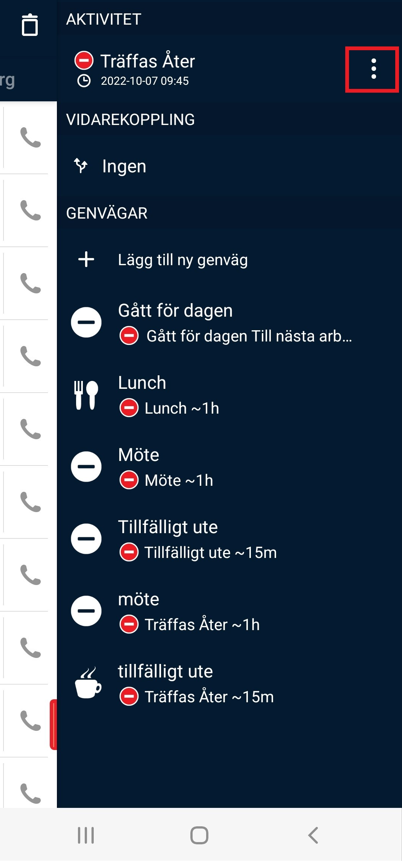 AKTIVITET
Träffas Åter
2022-10-07 09:45
rg
VIDAREKOPPLING
Ingen
GENVÄGAR
Lägg till ny genväg
Gått för dagen
Gått för dagen Till nästa arb...
Lunch
Lunch ~1h
Möte
Möte ~1h
Tillfälligt ute
Tillfälligt ute ~15m
möte
Träffas Åter ~1h
tillfälligt ute
Träffas Åter ~15m